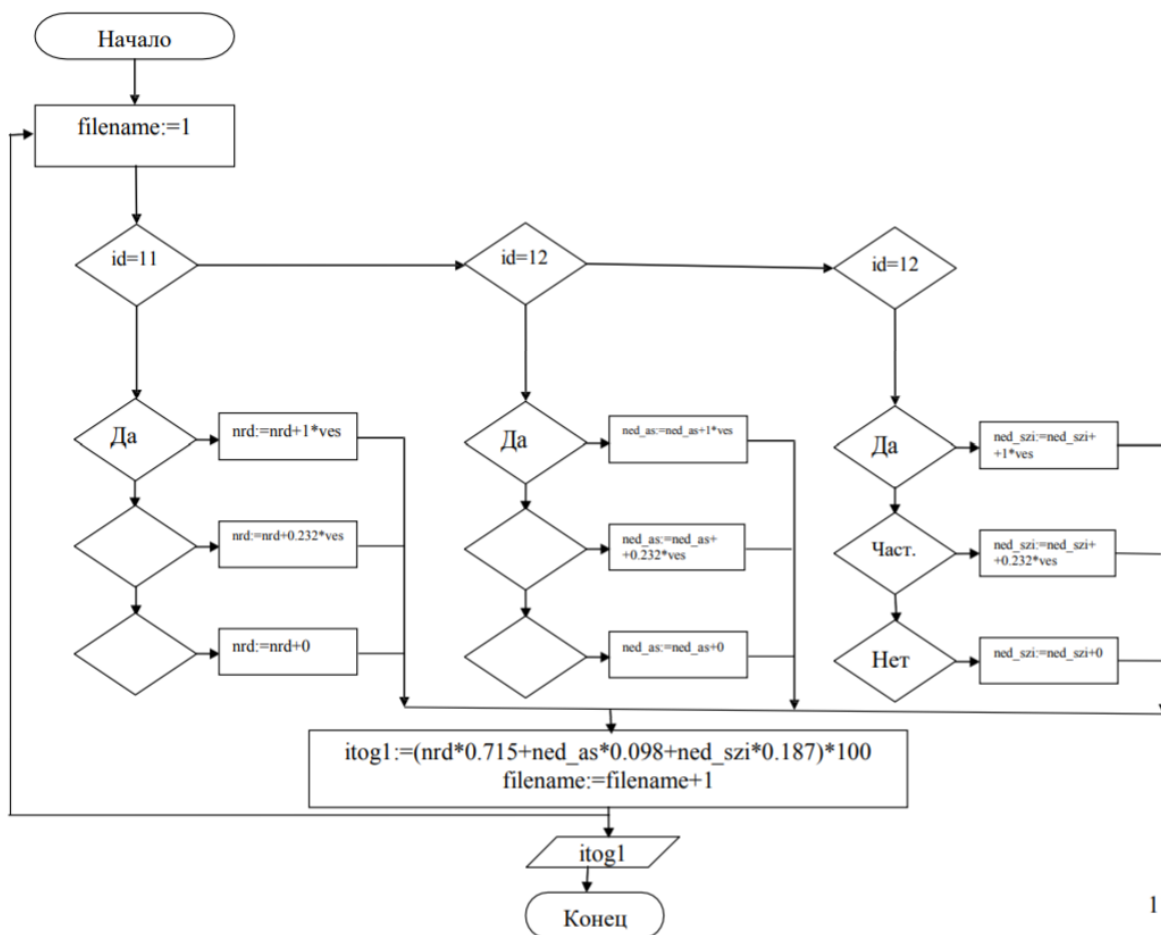 Начало
filename:=1
id=11
id=12
id=12
Да
nrd:=nrd+1*ves
Да
ned_as:=ned_as+1*ves
Да
ned_szi:=ned_szi+
+1*ves
nrd:=nrd+0.232*ves
ned_as:=ned_as+
+0.232*ves
Част.
ned_szi:=ned_szi+
+0.232*ves
nrd:=nrd+0
ned_as:=ned_as+0
Нет
ned_szi:=ned_szi+0
itog1:=(nrd*0.715+ned_as*0.098+ned_szi*0.187)*100
filename:=filename+1
itog1
Конец
1